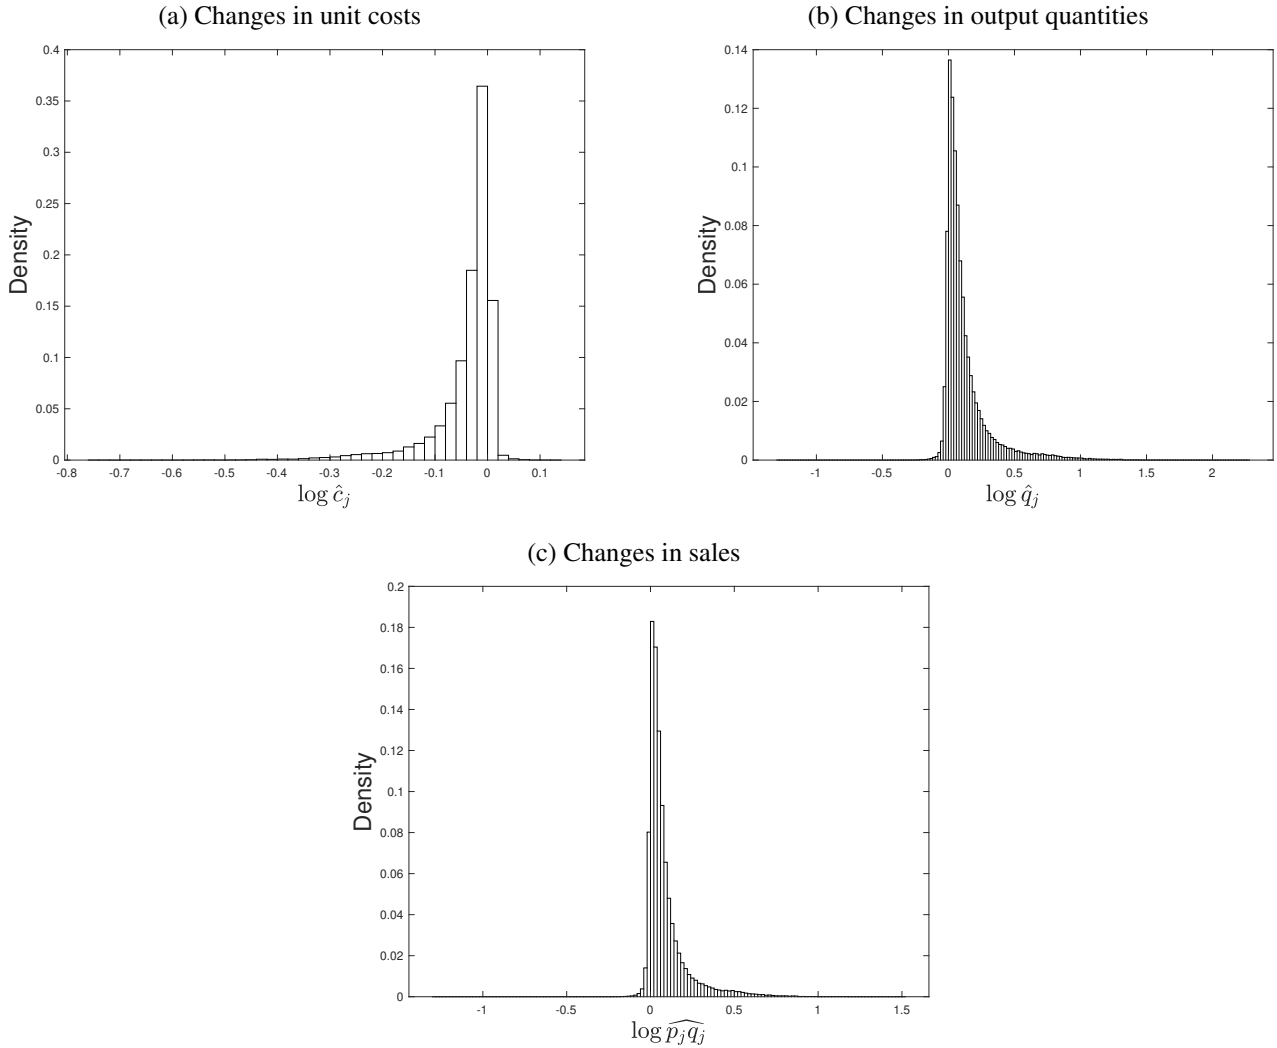 (a) Changes in unit costs
0.4
0.35
0.3
0.25
0.2
0.15
0.1
0.05
0
Density
-0.8 -0.7 -0.6 -0.5 -0.4 -0.3 -0.2 -0.1 0 0.1
log ĉ_j
(b) Changes in output quantities
0.14
0.12
0.1
0.08
0.06
0.04
0.02
0
Density
-1 -0.5 0 0.5 1 1.5 2
log q̂_j
(c) Changes in sales
0.2
0.18
0.16
0.14
0.12
0.1
0.08
0.06
0.04
0.02
0
Density
-1 -0.5 0 0.5 1 1.5
log \widehat{p_j q_j}